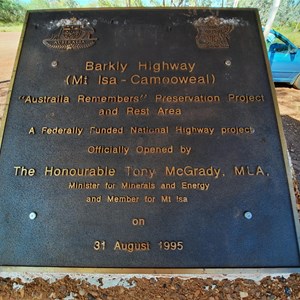 AUSTRALIA
Barkly Highway
(Mt Isa - Camooweal)
"Australia Remembers" Preservation Project
and Rest Area
A Federally Funded National Highway project
Officially Opened by
The Honourable Tony McGrady, MLA,
Minister for Minerals and Energy
and Member for Mt Isa
on
31 August 1995